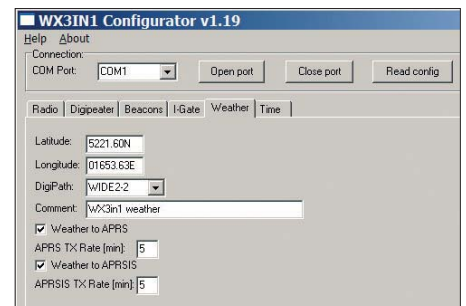 WX3IN1 Configurator v1.19
Help About
Connection:
COM Port: COM1 Open port Close port Read config
Radio Digipeater Beacons I-Gate Weather Time
Latitude: 5221.60N
Longitude: 01653.63E
DigiPath: WIDE2-2
Comment: WX3in1 weather
Weather to APRS
APRS TX Rate [min]: 5
Weather to APRSIS
APRSIS TX Rate [min]: 5